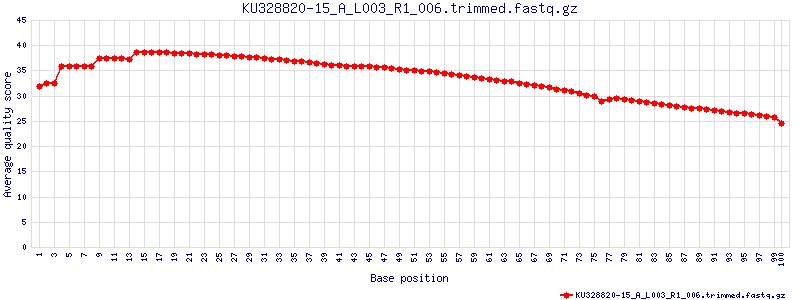 KU328820-15_A_L003_R1_006.trimmed.fastq.gz
45
40
35
30
25
20
15
10
5
0
Average quality score
1 3 5 7 9 11 13 15 17 19 21 23 25 27 29 31 33 35 37 39 41 43 45 47 49 51 53 55 57 59 61 63 65 67 69 71 73 75 77 79 81 83 85 87 89 91 93 95 97 99 100
Base position
KU328820-15_A_L003_R1_006.trimmed.fastq.gz